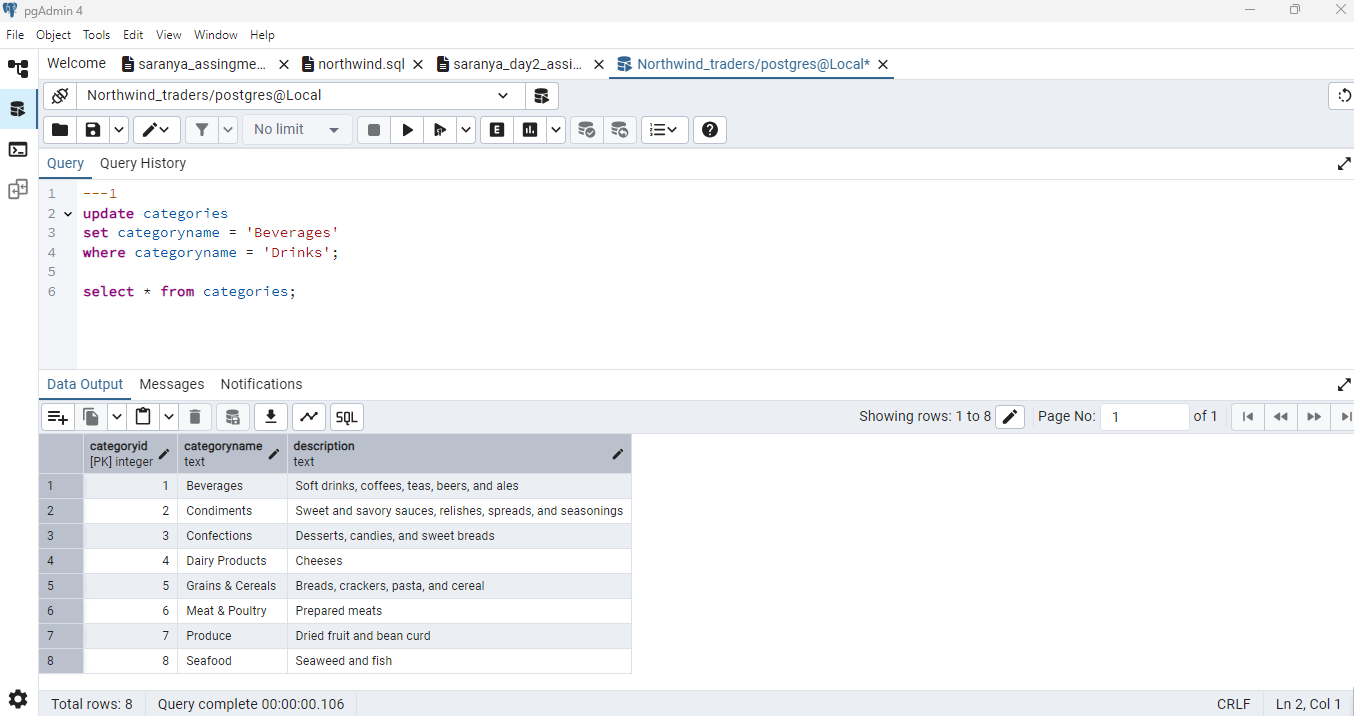 pgAdmin 4
File Object Tools Edit View Window Help
Welcome saranya_assingme... northwind.sql saranya_day2_assi... Northwind_traders/postgres@Local*
Northwind_traders/postgres@Local
No limit E
Query Query History
1 ---1
2 update categories
3 set categoryname = 'Beverages'
4 where categoryname = 'Drinks';
5
6 select * from categories;
Data Output Messages Notifications
SQL Showing rows: 1 to 8 Page No: 1 of 1
categoryid categoryname description
[PK] integer text text
1 1 Beverages Soft drinks, coffees, teas, beers, and ales
2 2 Condiments Sweet and savory sauces, relishes, spreads, and seasonings
3 3 Confections Desserts, candies, and sweet breads
4 4 Dairy Products Cheeses
5 5 Grains & Cereals Breads, crackers, pasta, and cereal
6 6 Meat & Poultry Prepared meats
7 7 Produce Dried fruit and bean curd
8 8 Seafood Seaweed and fish
Total rows: 8 Query complete 00:00:00.106 CRLF Ln 2, Col 1